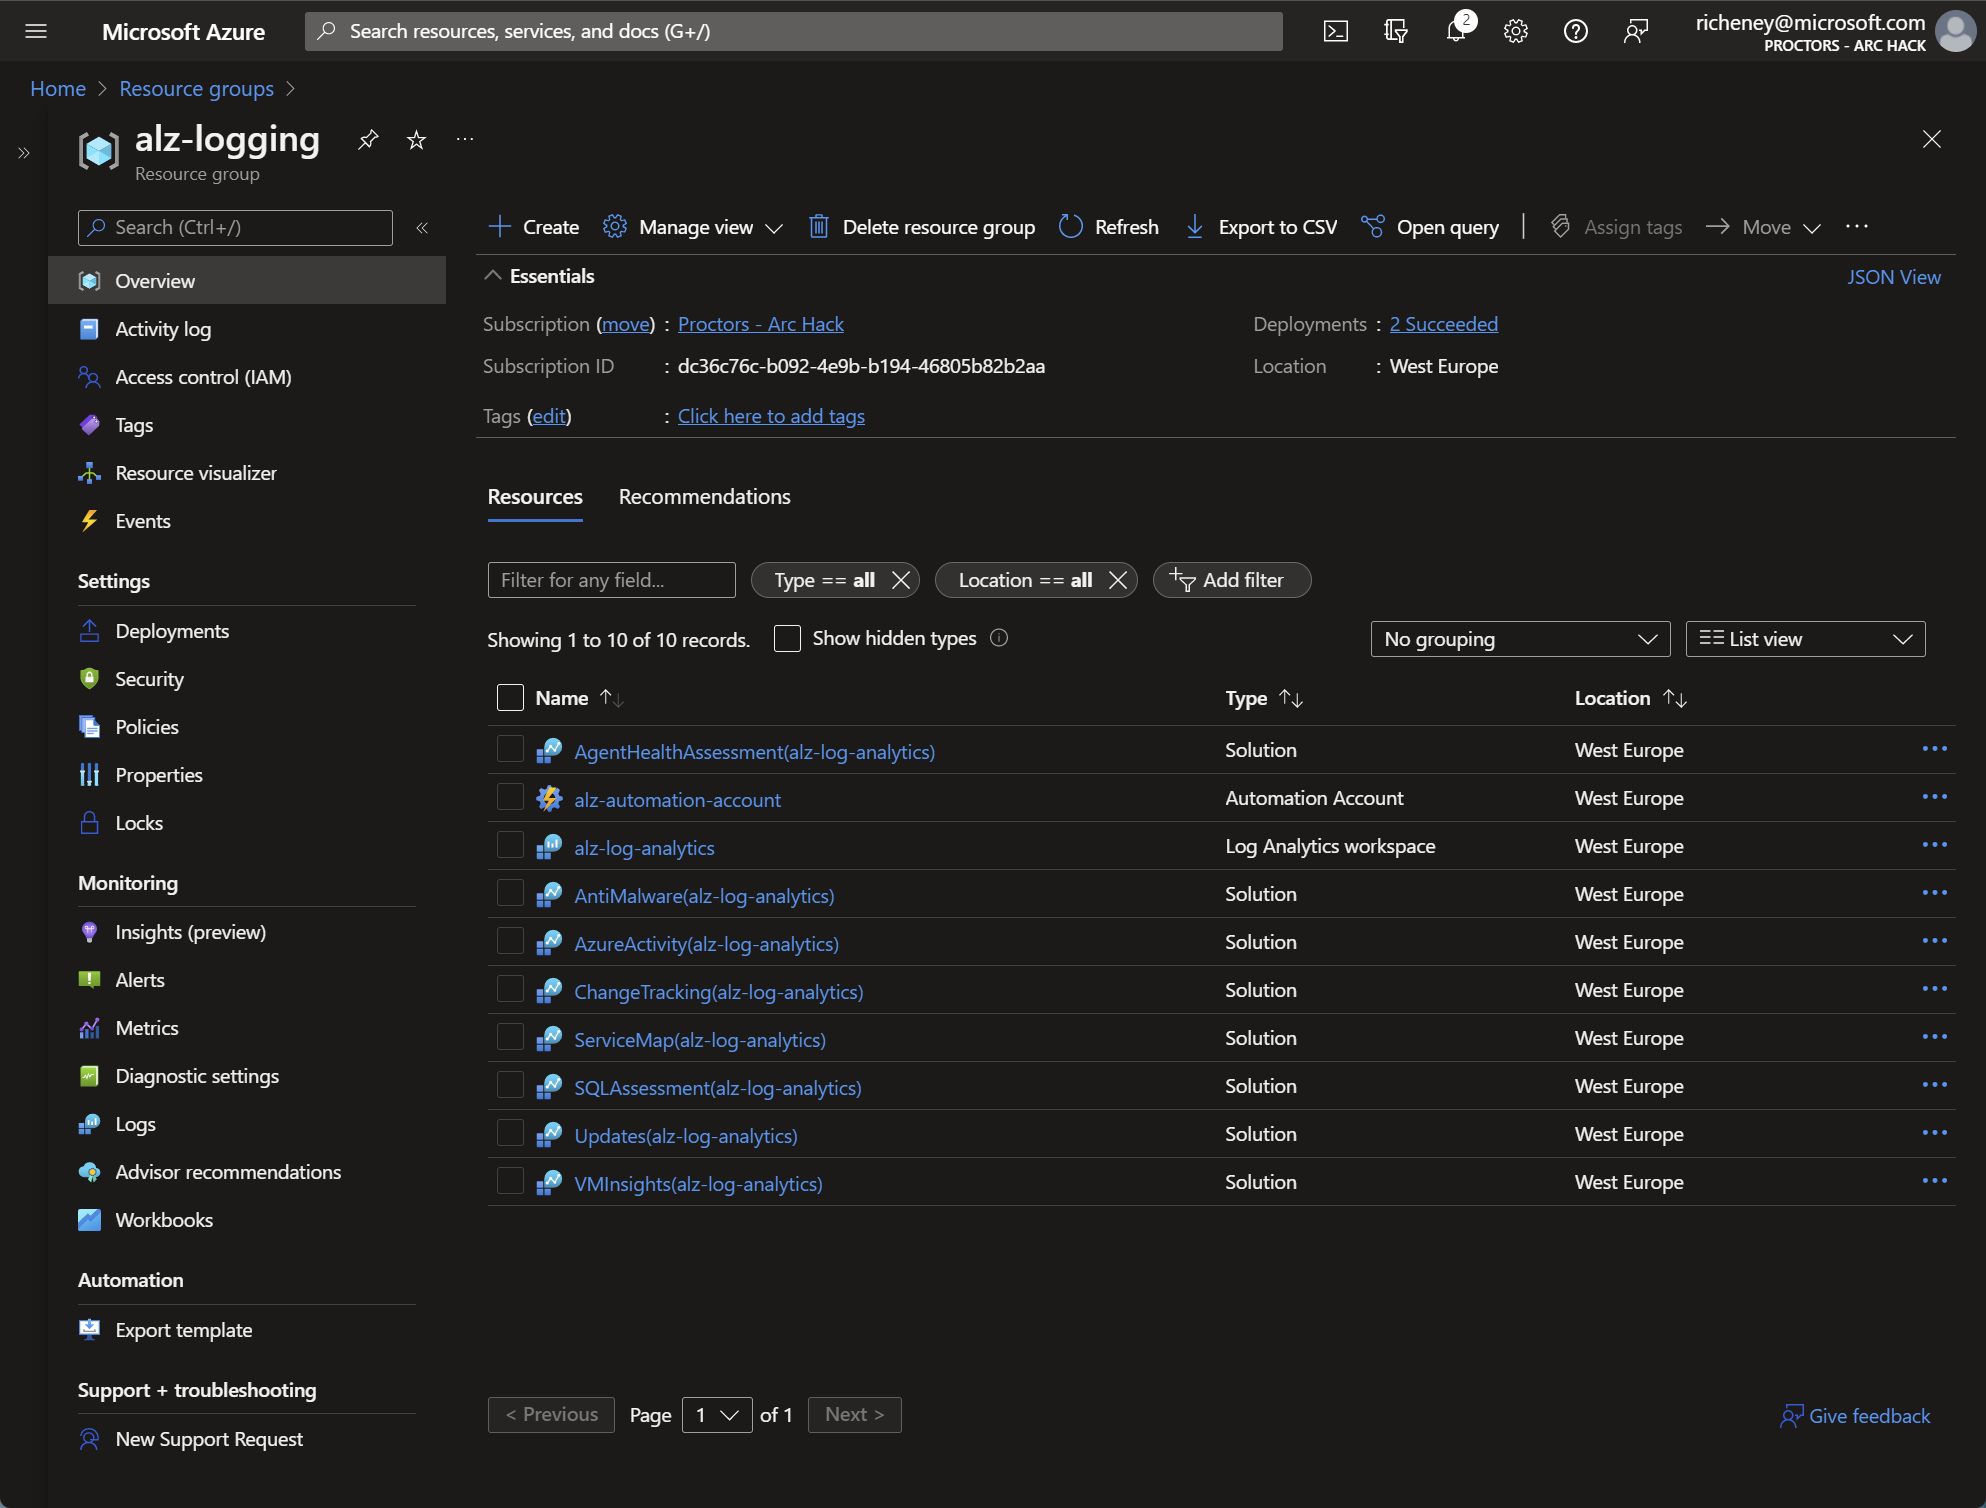 Microsoft Azure
Search resources, services, and docs (G+/)
2
richeney@microsoft.com
PROCTORS - ARC HACK
Home > Resource groups >
alz-logging
Resource group
Search (Ctrl+/)
Overview
Activity log
Access control (IAM)
Tags
Resource visualizer
Events
Settings
Deployments
Security
Policies
Properties
Locks
Monitoring
Insights (preview)
Alerts
Metrics
Diagnostic settings
Logs
Advisor recommendations
Workbooks
Automation
Export template
Support + troubleshooting
New Support Request
Create Manage view Delete resource group Refresh Export to CSV Open query Assign tags Move
Essentials JSON View
Subscription (move) : Proctors - Arc Hack Deployments : 2 Succeeded
Subscription ID : dc36c76c-b092-4e9b-b194-46805b82b2aa Location : West Europe
Tags (edit) : Click here to add tags
Resources Recommendations
Filter for any field... Type == all Location == all Add filter
Showing 1 to 10 of 10 records. Show hidden types No grouping List view
Name Type Location
AgentHealthAssessment(alz-log-analytics) Solution West Europe
alz-automation-account Automation Account West Europe
alz-log-analytics Log Analytics workspace West Europe
AntiMalware(alz-log-analytics) Solution West Europe
AzureActivity(alz-log-analytics) Solution West Europe
ChangeTracking(alz-log-analytics) Solution West Europe
ServiceMap(alz-log-analytics) Solution West Europe
SQLAssessment(alz-log-analytics) Solution West Europe
Updates(alz-log-analytics) Solution West Europe
VMInsights(alz-log-analytics) Solution West Europe
< Previous Page 1 of 1 Next > Give feedback